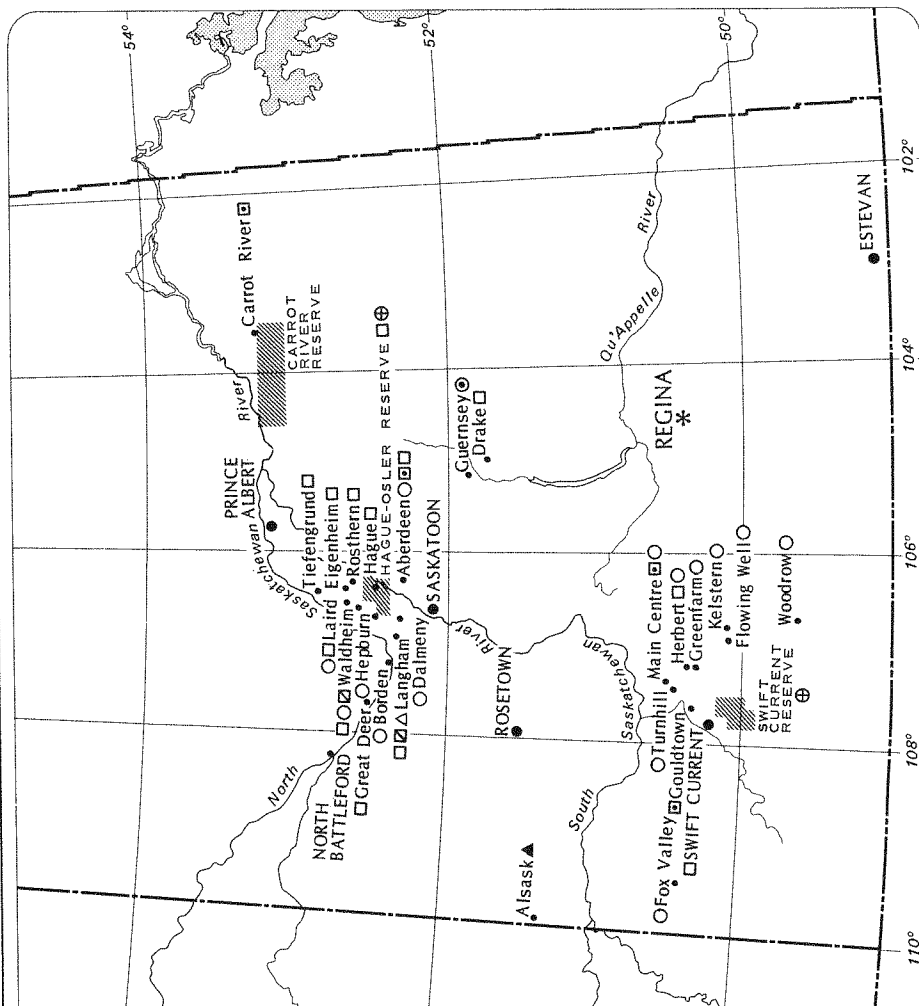 54°
52°
50°
102°
104°
106°
108°
110°
Carrot River
CARROT
RIVER
RESERVE
River
PRINCE
ALBERT
Saskatchewan
Tiefengrund
Laird
Eigenheim
Waldheim
Rosthern
Hepburn
Hague
HAGUE-OSLER RESERVE
Great Deer
Borden
Aberdeen
Langham
Dalmeny
SASKATOON
NORTH
BATTLEFORD
North
River
ROSETOWN
Guernsey
Drake
Qu'Appelle
River
REGINA
ESTEVAN
Saskatchewan
South
Alsask
Main Centre
Turnhill
Herbert
Gouldtown
Greenfarm
Kelstern
Flowing Well
Woodrow
Fox Valley
SWIFT CURRENT
SWIFT
CURRENT
RESERVE